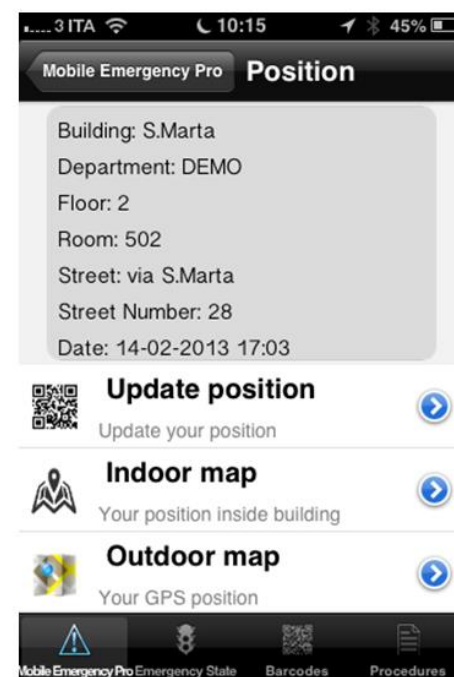 3 ITA 10:15 45%
Mobile Emergency Pro Position
Building: S.Marta
Department: DEMO
Floor: 2
Room: 502
Street: via S.Marta
Street Number: 28
Date: 14-02-2013 17:03
Update position
Update your position
Indoor map
Your position inside building
Outdoor map
Your GPS position
Mobile Emergency Pro Emergency State Barcodes Procedures